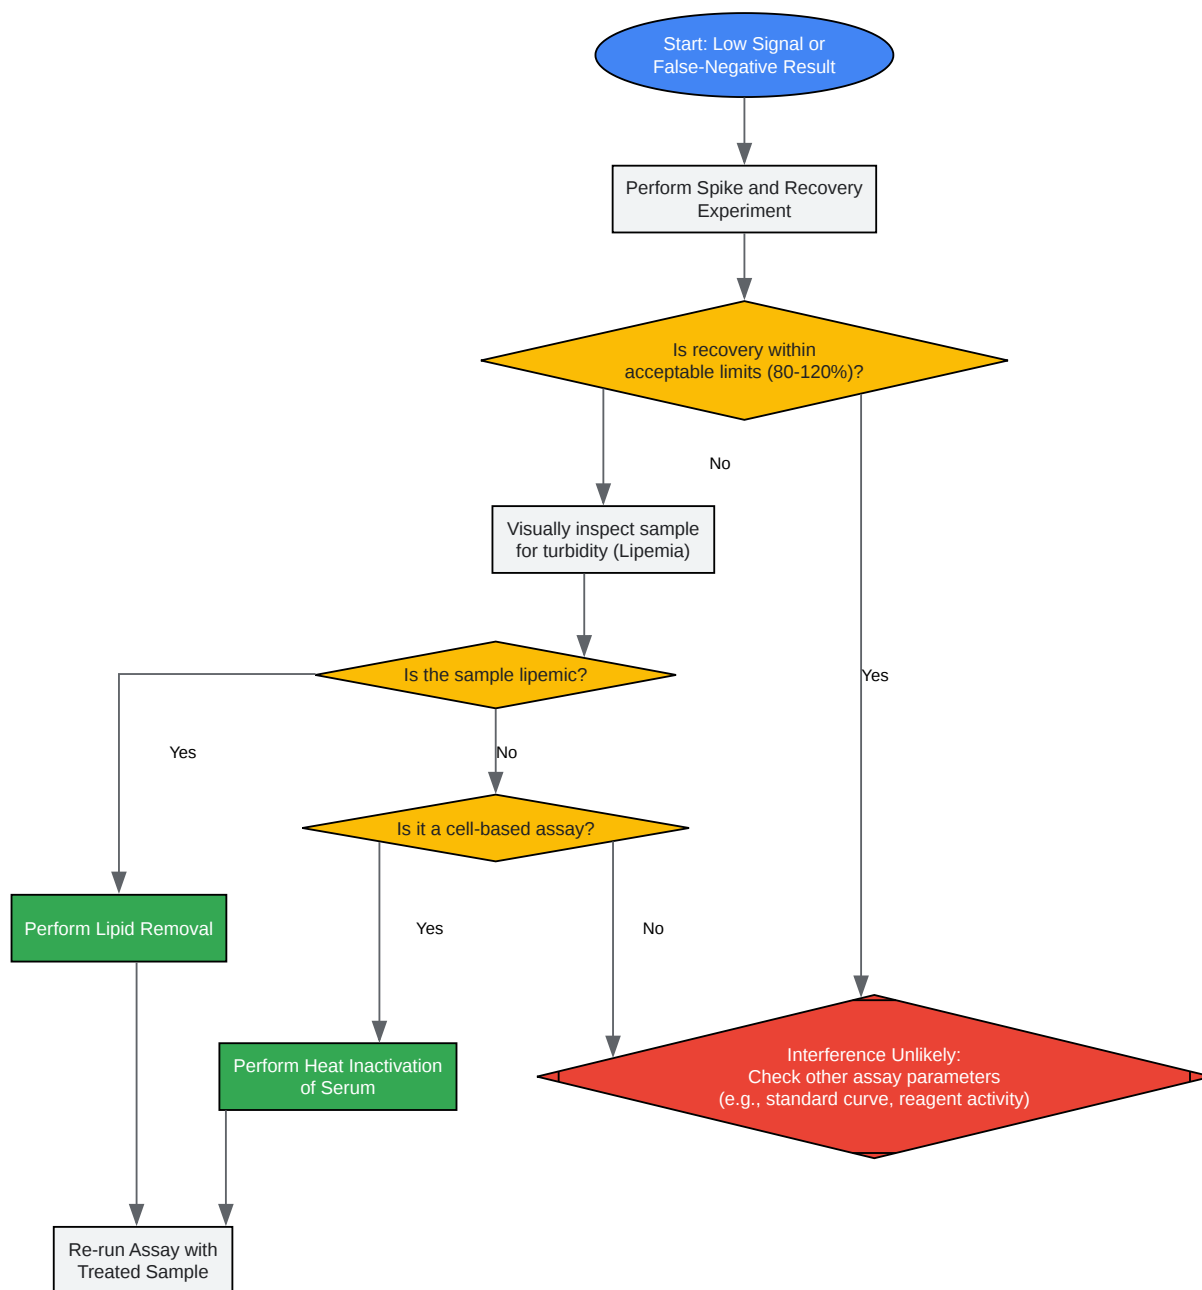 Start: Low Signal or
False-Negative Result
Perform Spike and Recovery
Experiment
Is recovery within
acceptable limits (80-120%)?
No
Visually inspect sample
for turbidity (Lipemia)
Is the sample lipemic?
Yes
Yes
No
Is it a cell-based assay?
Perform Lipid Removal
Yes
No
Perform Heat Inactivation
of Serum
Interference Unlikely:
Check other assay parameters
(e.g., standard curve, reagent activity)
Re-run Assay with
Treated Sample